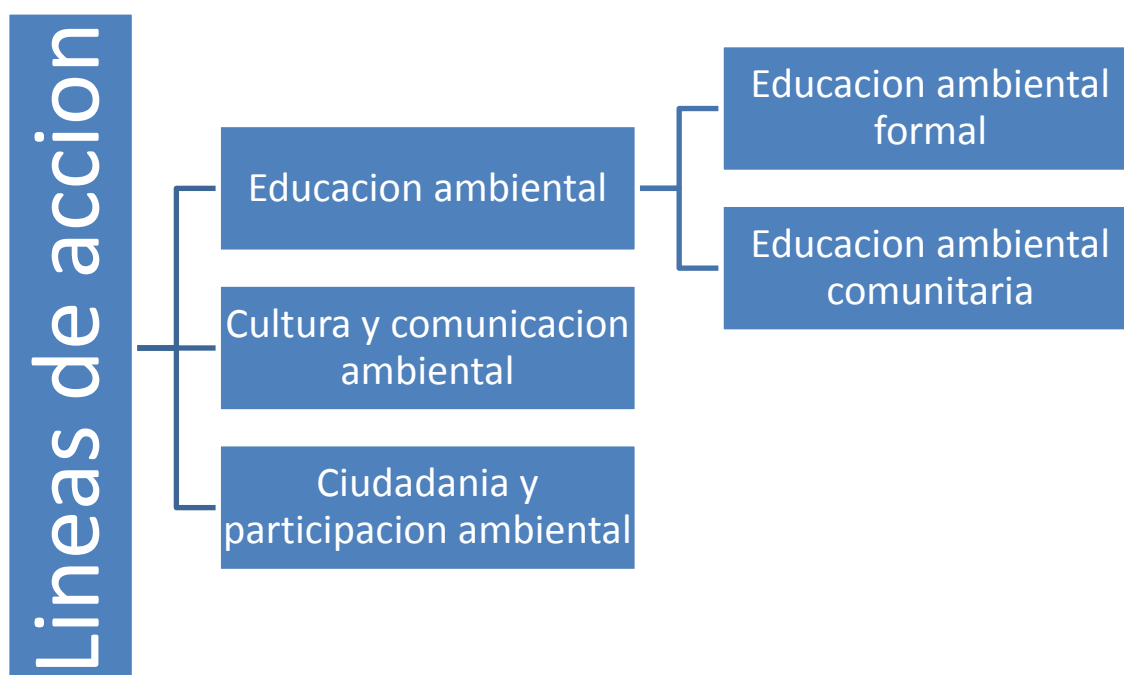 Lineas de accion
Educacion ambiental
Educacion ambiental
formal
Educacion ambiental
comunitaria
Cultura y comunicacion
ambiental
Ciudadania y
participacion ambiental